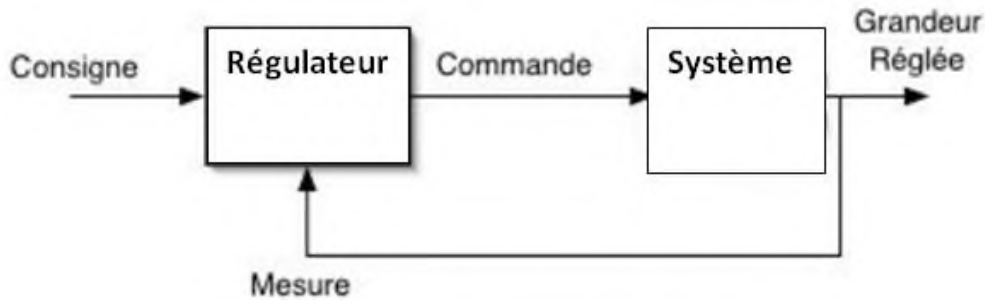 Consigne
Régulateur
Commande
Système
Grandeur
Réglée
Mesure